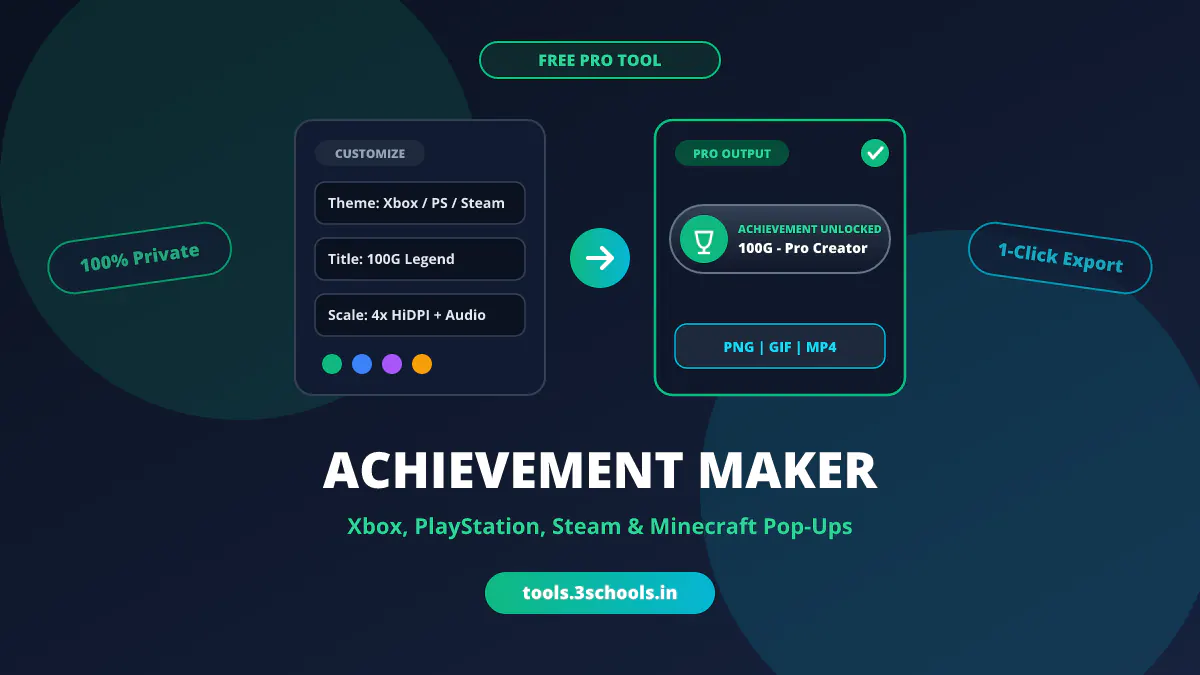 FREE PRO TOOL
CUSTOMIZE
Theme: Xbox / PS / Steam
Title: 100G Legend
Scale: 4x HiDPI + Audio
PRO OUTPUT
ACHIEVEMENT UNLOCKED
100G - Pro Creator
PNG | GIF | MP4
100% Private
1-Click Export
ACHIEVEMENT MAKER
Xbox, PlayStation, Steam & Minecraft Pop-Ups
tools.3schools.in